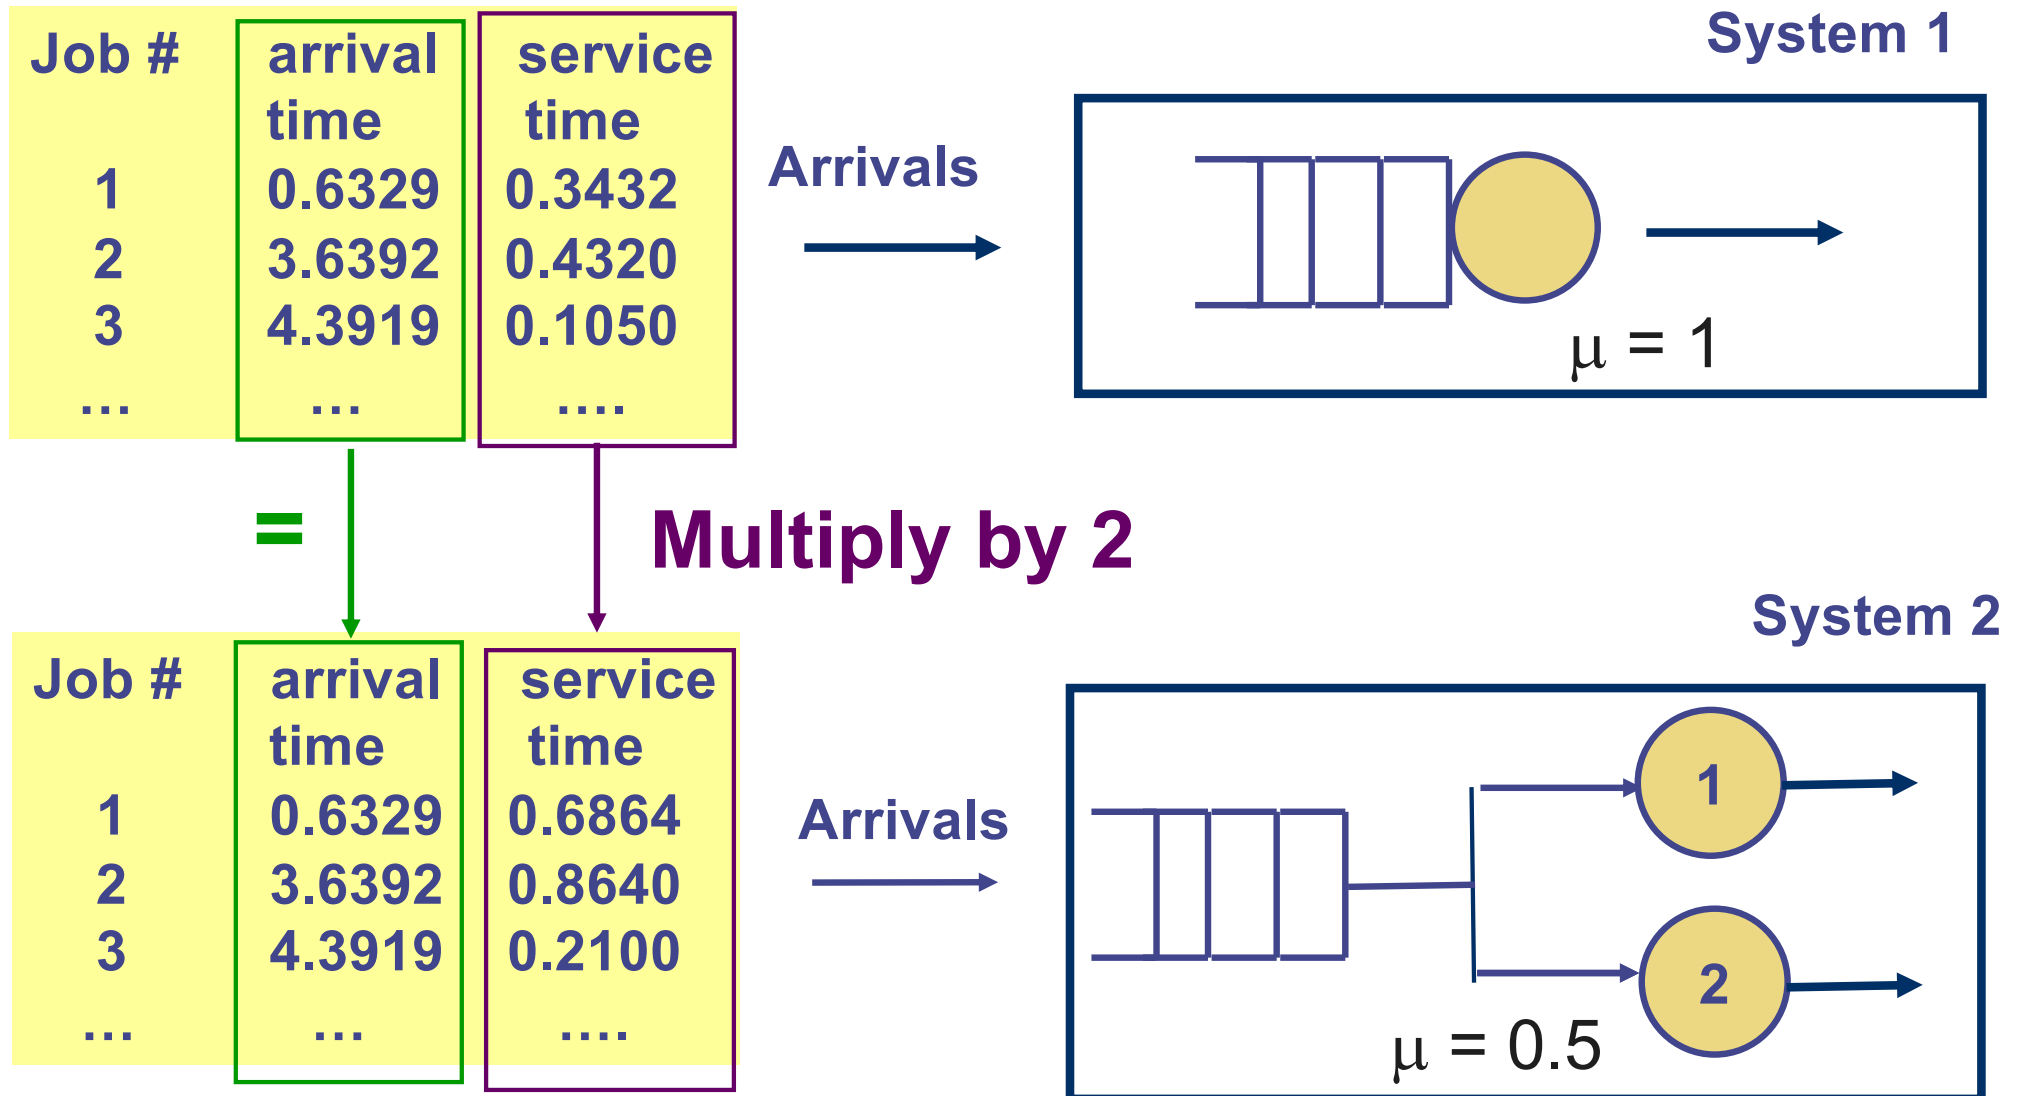 System 1
Job # arrival service
time time
1 0.6329 0.3432
2 3.6392 0.4320
3 4.3919 0.1050
… … ….
Arrivals
μ = 1
= Multiply by 2
System 2
Job # arrival service
time time
1 0.6329 0.6864
2 3.6392 0.8640
3 4.3919 0.2100
… … ….
Arrivals
1
2
μ = 0.5